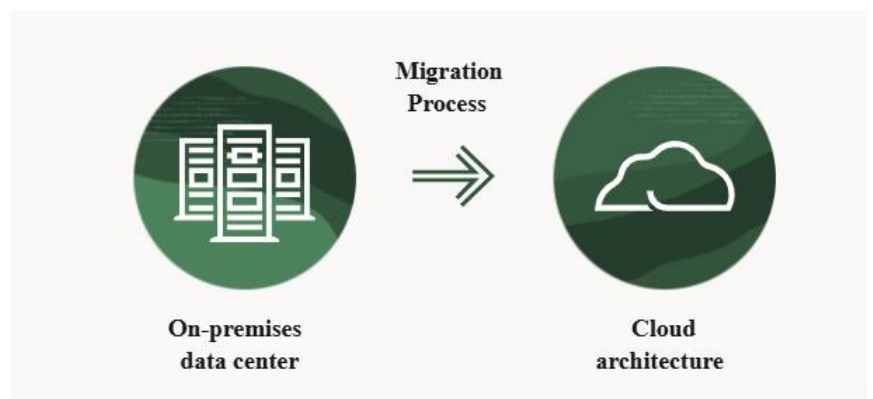 Migration
Process
On-premises
data center
Cloud
architecture